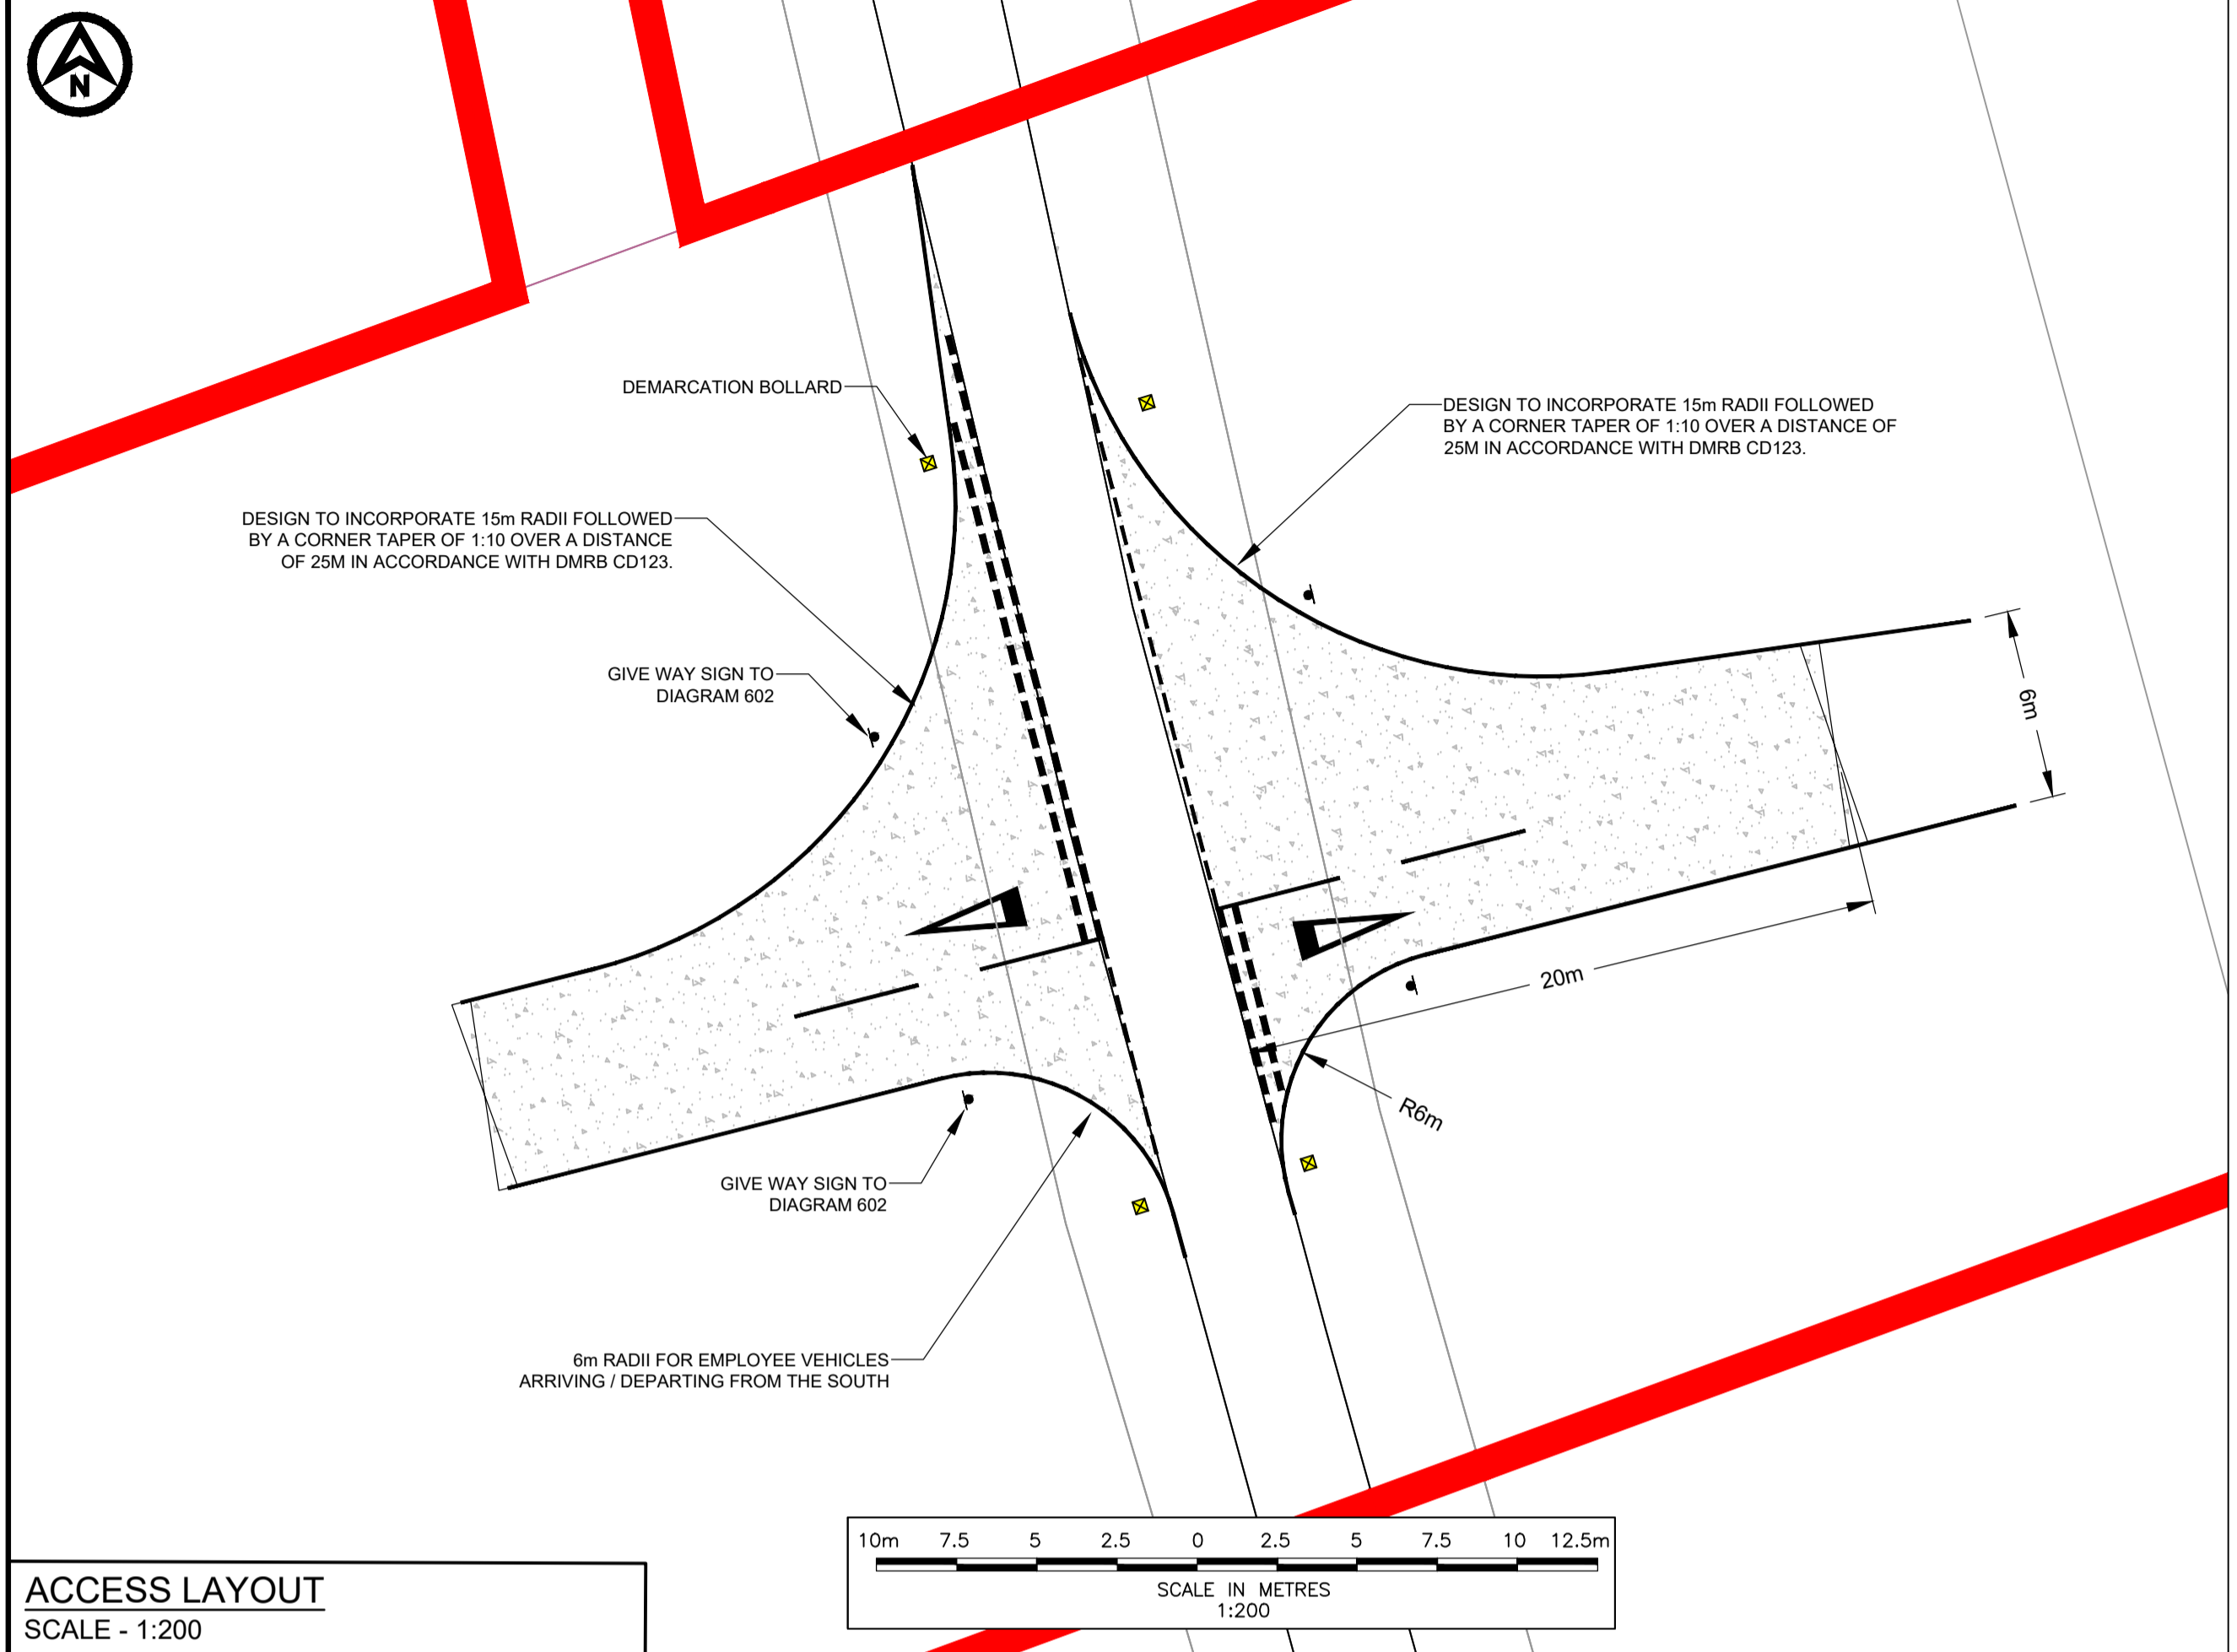 N
DEMARCATION BOLLARD
DESIGN TO INCORPORATE 15m RADII FOLLOWED
BY A CORNER TAPER OF 1:10 OVER A DISTANCE OF
25M IN ACCORDANCE WITH DMRB CD123.
DESIGN TO INCORPORATE 15m RADII FOLLOWED
BY A CORNER TAPER OF 1:10 OVER A DISTANCE
OF 25M IN ACCORDANCE WITH DMRB CD123.
GIVE WAY SIGN TO
DIAGRAM 602
6m
20m
R6m
GIVE WAY SIGN TO
DIAGRAM 602
6m RADII FOR EMPLOYEE VEHICLES
ARRIVING / DEPARTING FROM THE SOUTH
10m 7.5 5 2.5 0 2.5 5 7.5 10 12.5m
SCALE IN METRES
1:200
ACCESS LAYOUT
SCALE - 1:200